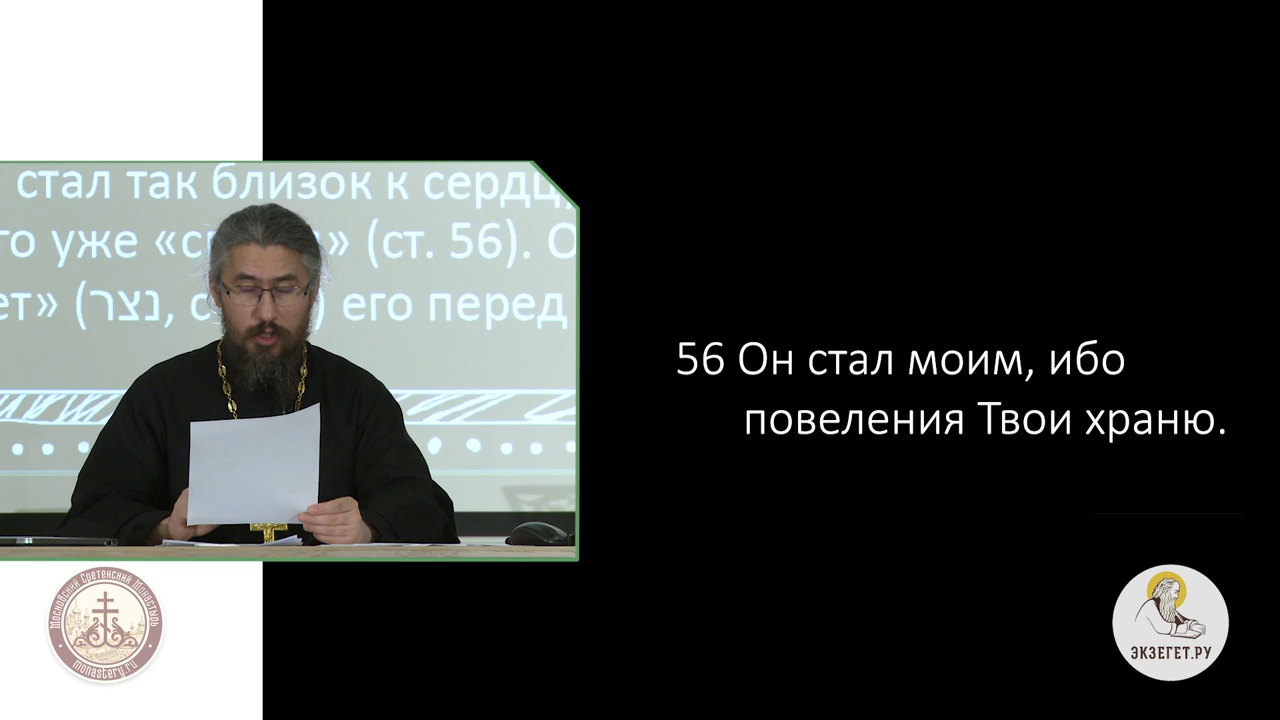 стал так близок к сердц
го уже «с » (ст. 56). О
ет» (נצר, с ) его перед
56 Он стал моим, ибо
повеления Твои храню.
Московский Сретенский Монастырь
monastery.ru
ЭКЗЕГЕТ.РУ